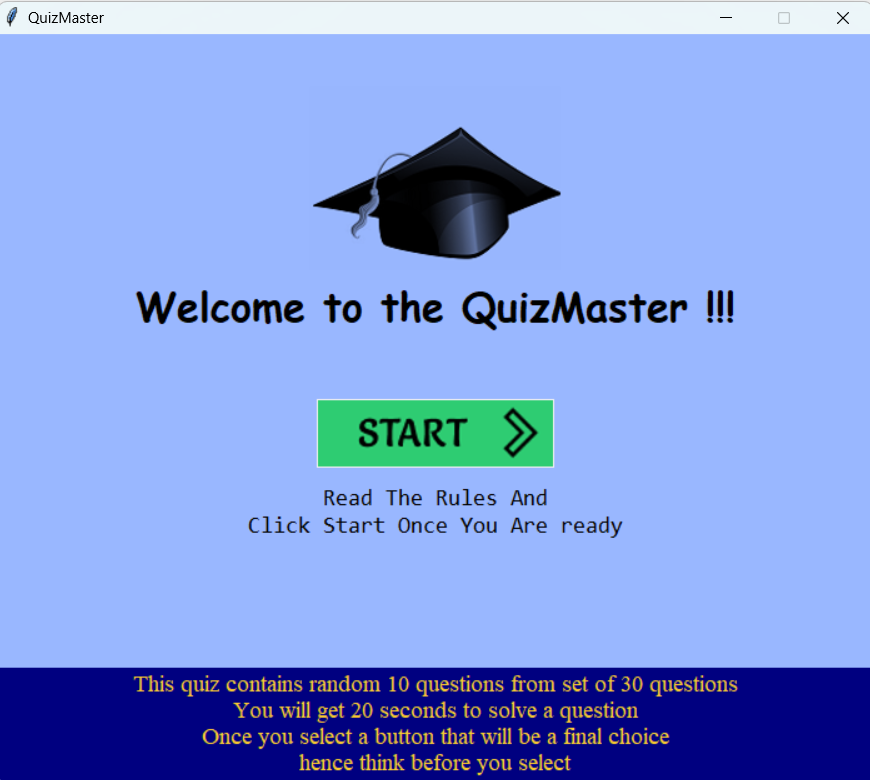 QuizMaster
Welcome to the QuizMaster !!!
START
Read The Rules And
Click Start Once You Are ready
This quiz contains random 10 questions from set of 30 questions
You will get 20 seconds to solve a question
Once you select a button that will be a final choice
hence think before you select